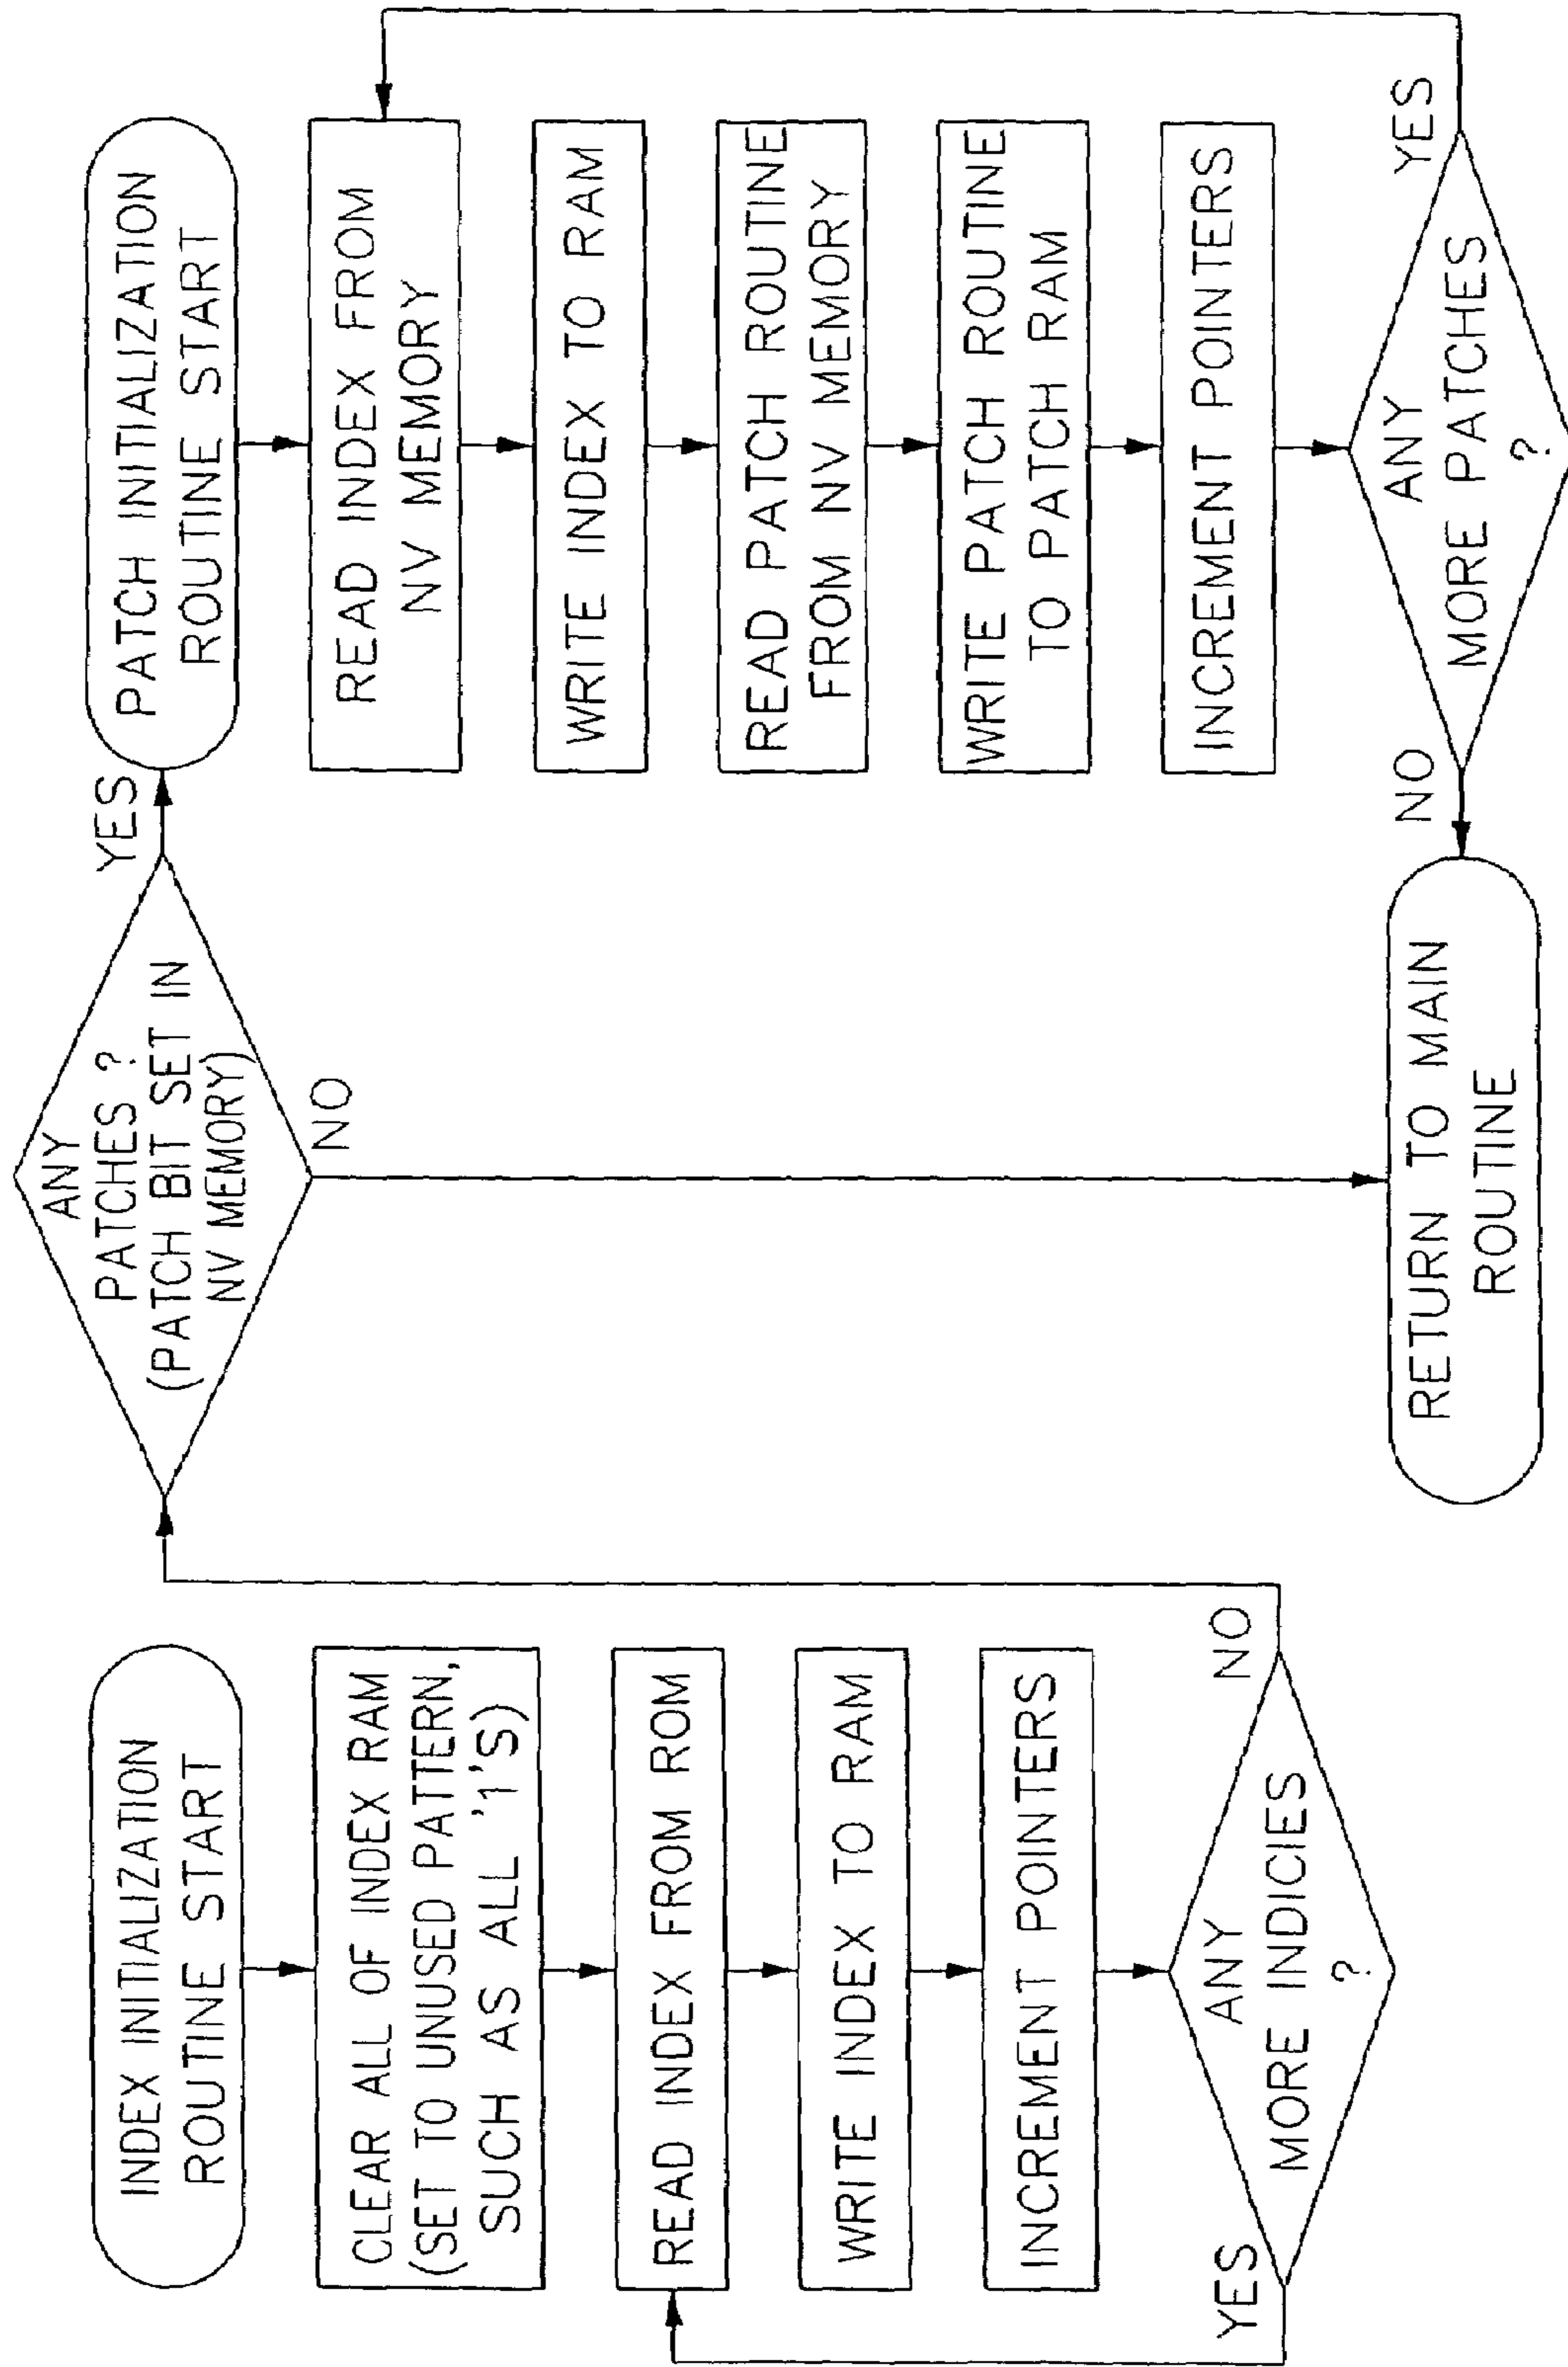 INDEX INITIALIZATION
ROUTINE START
CLEAR ALL OF INDEX RAM
(SET TO UNUSED PATTERN,
SUCH AS ALL '1'S)
READ INDEX FROM ROM
WRITE INDEX TO RAM
INCREMENT POINTERS
ANY
MORE INDICIES
?
YES
NO
ANY
PATCHES ?
(PATCH BIT SET IN
NV MEMORY)
YES
NO
PATCH INITIALIZATION
ROUTINE START
READ INDEX FROM
NV MEMORY
WRITE INDEX TO RAM
READ PATCH ROUTINE
FROM NV MEMORY
WRITE PATCH ROUTINE
TO PATCH RAM
INCREMENT POINTERS
ANY
MORE PATCHES
?
YES
NO
RETURN TO MAIN
ROUTINE